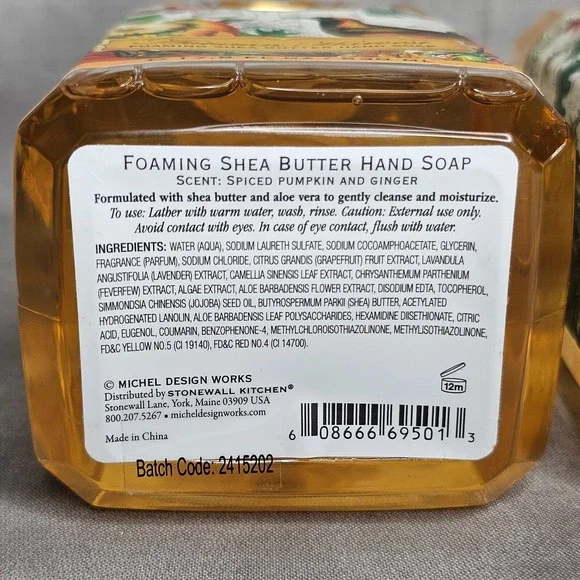 FOAMING SHEA BUTTER HAND SOAP
SCENT: SPICED PUMPKIN AND GINGER
Formulated with shea butter and aloe vera to gently cleanse and moisturize.
To use: Lather with warm water, wash, rinse. Caution: External use only.
Avoid contact with eyes. In case of eye contact, flush with water.
INGREDIENTS: WATER (AQUA), SODIUM LAURETH SULFATE, SODIUM COCOAMPHOACETATE, GLYCERIN,
FRAGRANCE (PARFUM), SODIUM CHLORIDE, CITRUS GRANDIS (GRAPEFRUIT) FRUIT EXTRACT, LAVANDULA
ANGUSTIFOLIA (LAVENDER) EXTRACT, CAMELLIA SINENSIS LEAF EXTRACT, CHRYSANTHEMUM PARTHENIUM
(FEVERFEW) EXTRACT, ALGAE EXTRACT, ALOE BARBADENSIS FLOWER EXTRACT, DISODIUM EDTA, TOCOPHEROL,
SIMMONDSIA CHINENSIS (JOJOBA) SEED OIL, BUTYROSPERMUM PARKII (SHEA) BUTTER, ACETYLATED
HYDROGENATED LANOLIN, ALOE BARBADENSIS LEAF POLYSACCHARIDES, HEXAMIDINE DIISETHIONATE, CITRIC
ACID, EUGENOL, COUMARIN, BENZOPHENONE-4, METHYLCHLOROISOTHIAZOLINONE, METHYLISOTHIAZOLINONE,
FD&C YELLOW NO.5 (CI 19140), FD&C RED NO.4 (CI 14700).
© MICHEL DESIGN WORKS
Distributed by STONEWALL KITCHEN®
Stonewall Lane, York, Maine 03909 USA
800.207.5267 • micheldesignworks.com
12m
Made in China
6 08666 69501 3
Batch Code: 2415202